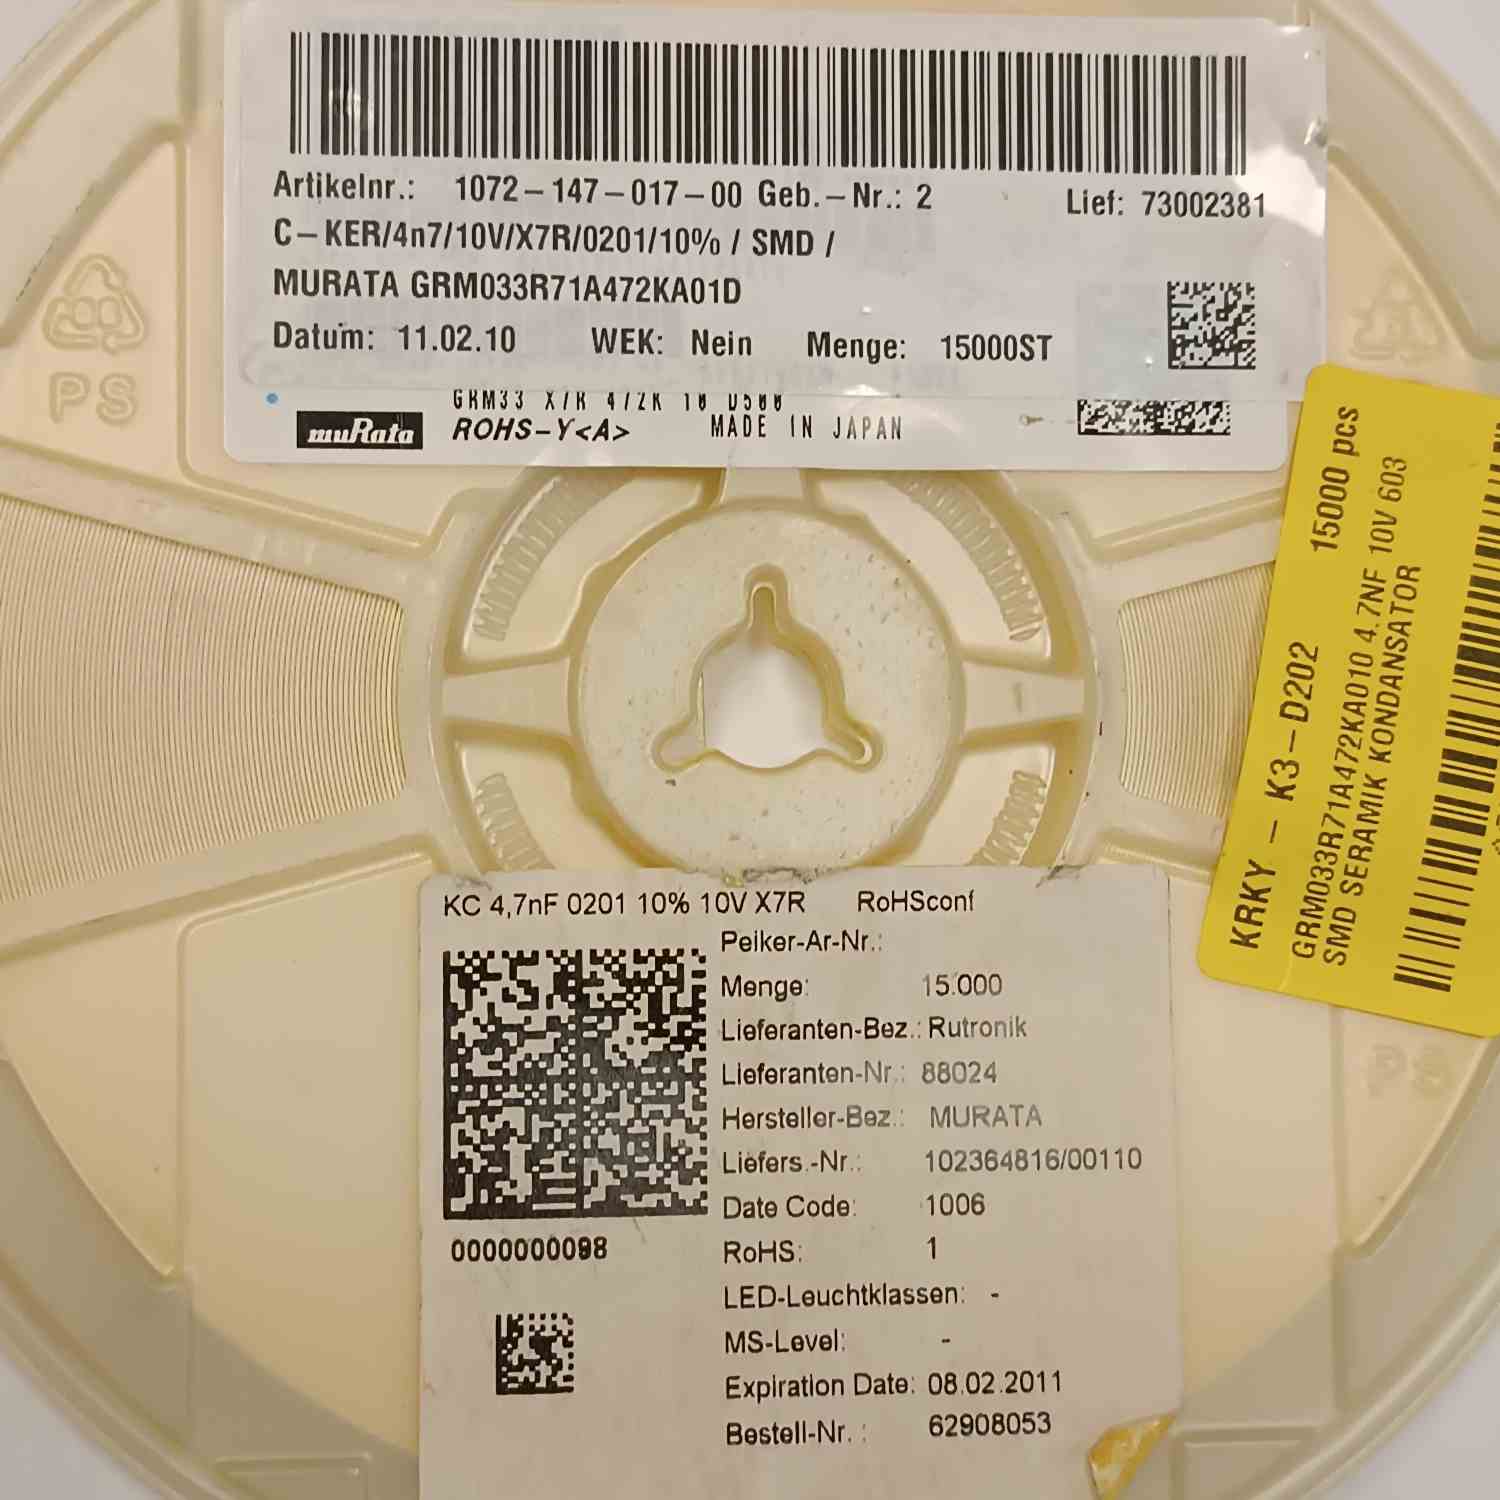 Artikelnr.: 1072-147-017-00 Geb.-Nr.: 2 Lief: 73002381
C-KER/4n7/10V/X7R/0201/10% / SMD /
MURATA GRM033R71A472KA01D
Datum: 11.02.10 WEK: Nein Menge: 15000ST
GRM33 X7R 472K 10 D500
muRata ROHS-Y<A> MADE IN JAPAN
PS
KRKY - K3-D202 15000 pcs
GRM033R71A472KA010 4.7NF 10V 603
SMD SERAMIK KONDANSATOR
KC 4,7nF 0201 10% 10V X7R RoHSconf
Peiker-Ar-Nr.:
Menge: 15.000
Lieferanten-Bez.: Rutronik
Lieferanten-Nr.: 88024
Hersteller-Bez.: MURATA
Liefers.-Nr.: 102364816/00110
Date Code: 1006
0000000098
RoHS: 1
LED-Leuchtklassen: -
MS-Level: -
Expiration Date: 08.02.2011
Bestell-Nr. : 62908053
PS